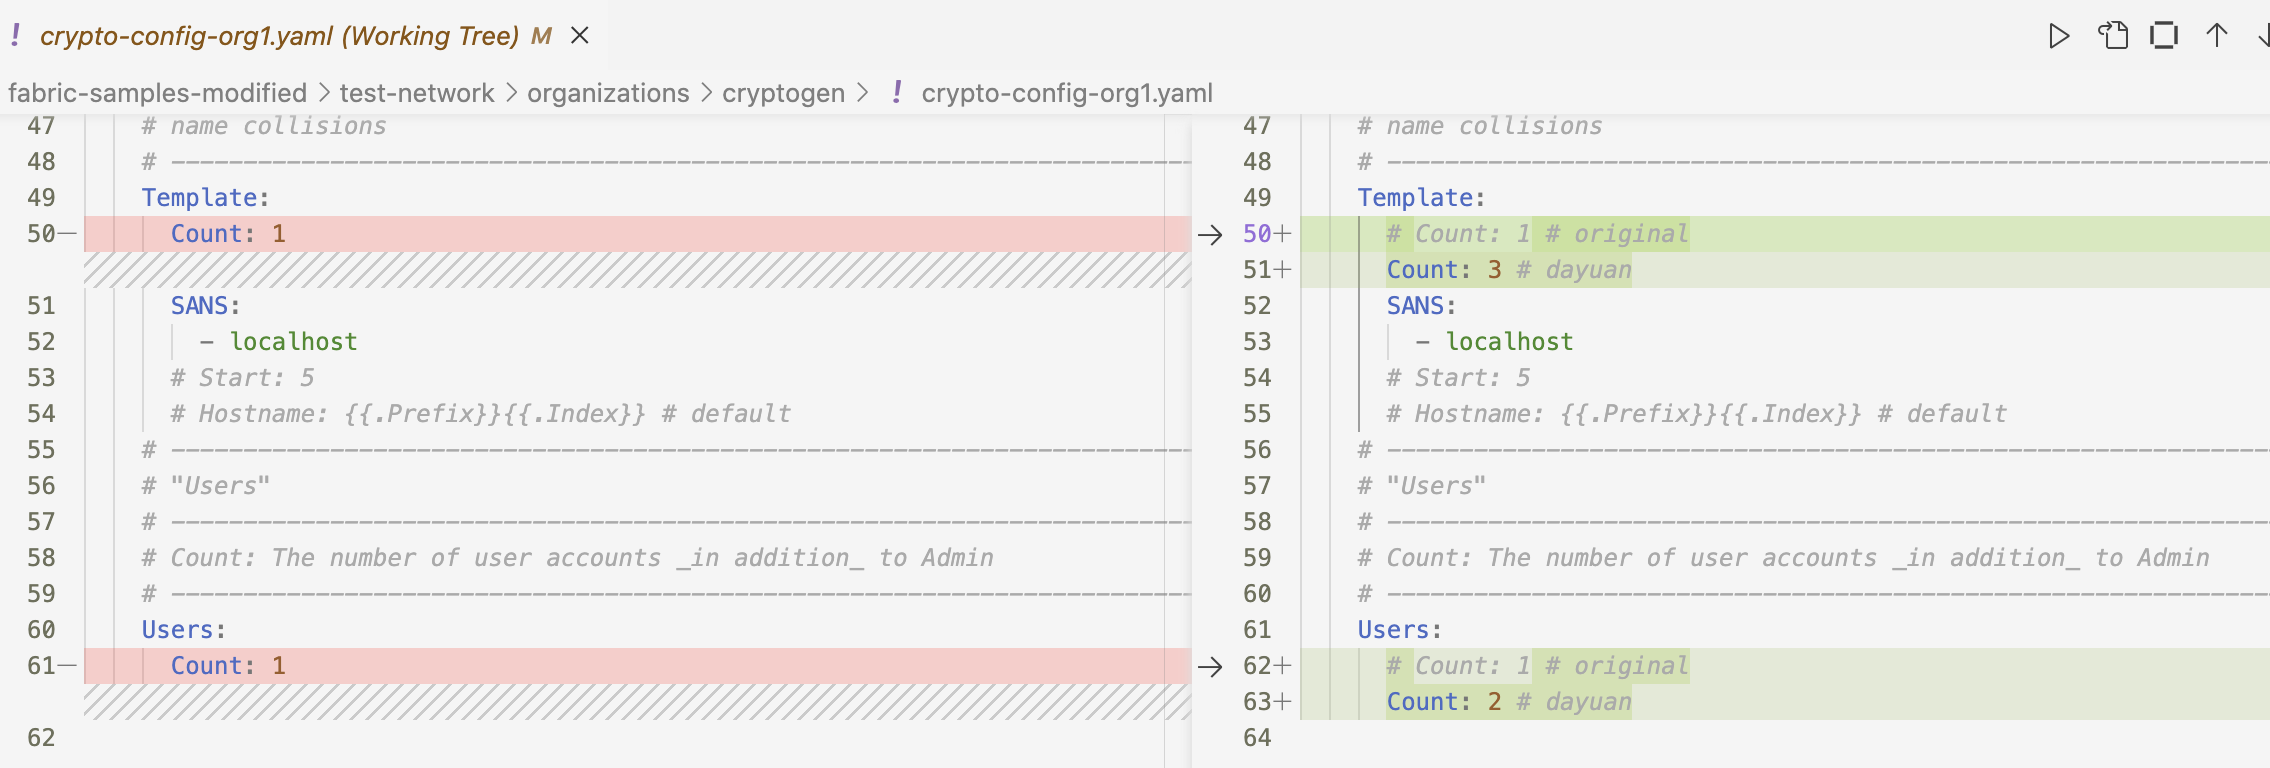 ! crypto-config-org1.yaml (Working Tree) M
fabric-samples-modified > test-network > organizations > cryptogen > ! crypto-config-org1.yaml
47 # name collisions
48 # ------------------------------------------------------------------------
49 Template:
50— Count: 1
51 SANS:
52 - localhost
53 # Start: 5
54 # Hostname: {{.Prefix}}{{.Index}} # default
55 # ------------------------------------------------------------------------
56 # "Users"
57 # ------------------------------------------------------------------------
58 # Count: The number of user accounts _in addition_ to Admin
59 # ------------------------------------------------------------------------
60 Users:
61— Count: 1
62
47 # name collisions
48 # -------------------------------------------------------------
49 Template:
50+ # Count: 1 # original
51+ Count: 3 # dayuan
52 SANS:
53 - localhost
54 # Start: 5
55 # Hostname: {{.Prefix}}{{.Index}} # default
56 # -------------------------------------------------------------
57 # "Users"
58 # -------------------------------------------------------------
59 # Count: The number of user accounts _in addition_ to Admin
60 # -------------------------------------------------------------
61 Users:
62+ # Count: 1 # original
63+ Count: 2 # dayuan
64